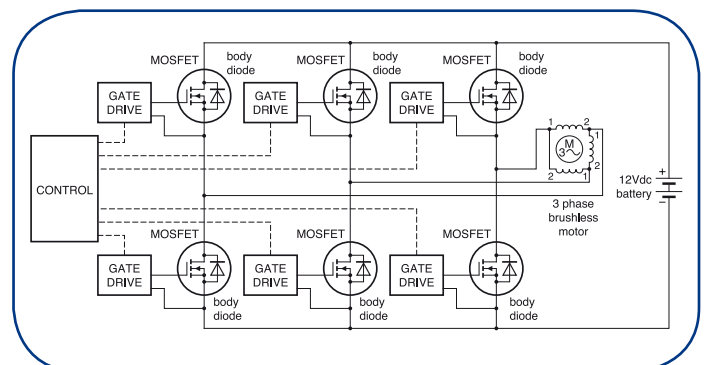 MOSFET
body
diode
MOSFET
body
diode
MOSFET
body
diode
GATE
DRIVE
GATE
DRIVE
GATE
DRIVE
CONTROL
1
2
M
3
1
2
1
3 phase
brushless
motor
12Vdc
battery
+
−
MOSFET
MOSFET
MOSFET
GATE
DRIVE
GATE
DRIVE
GATE
DRIVE
body
diode
body
diode
body
diode